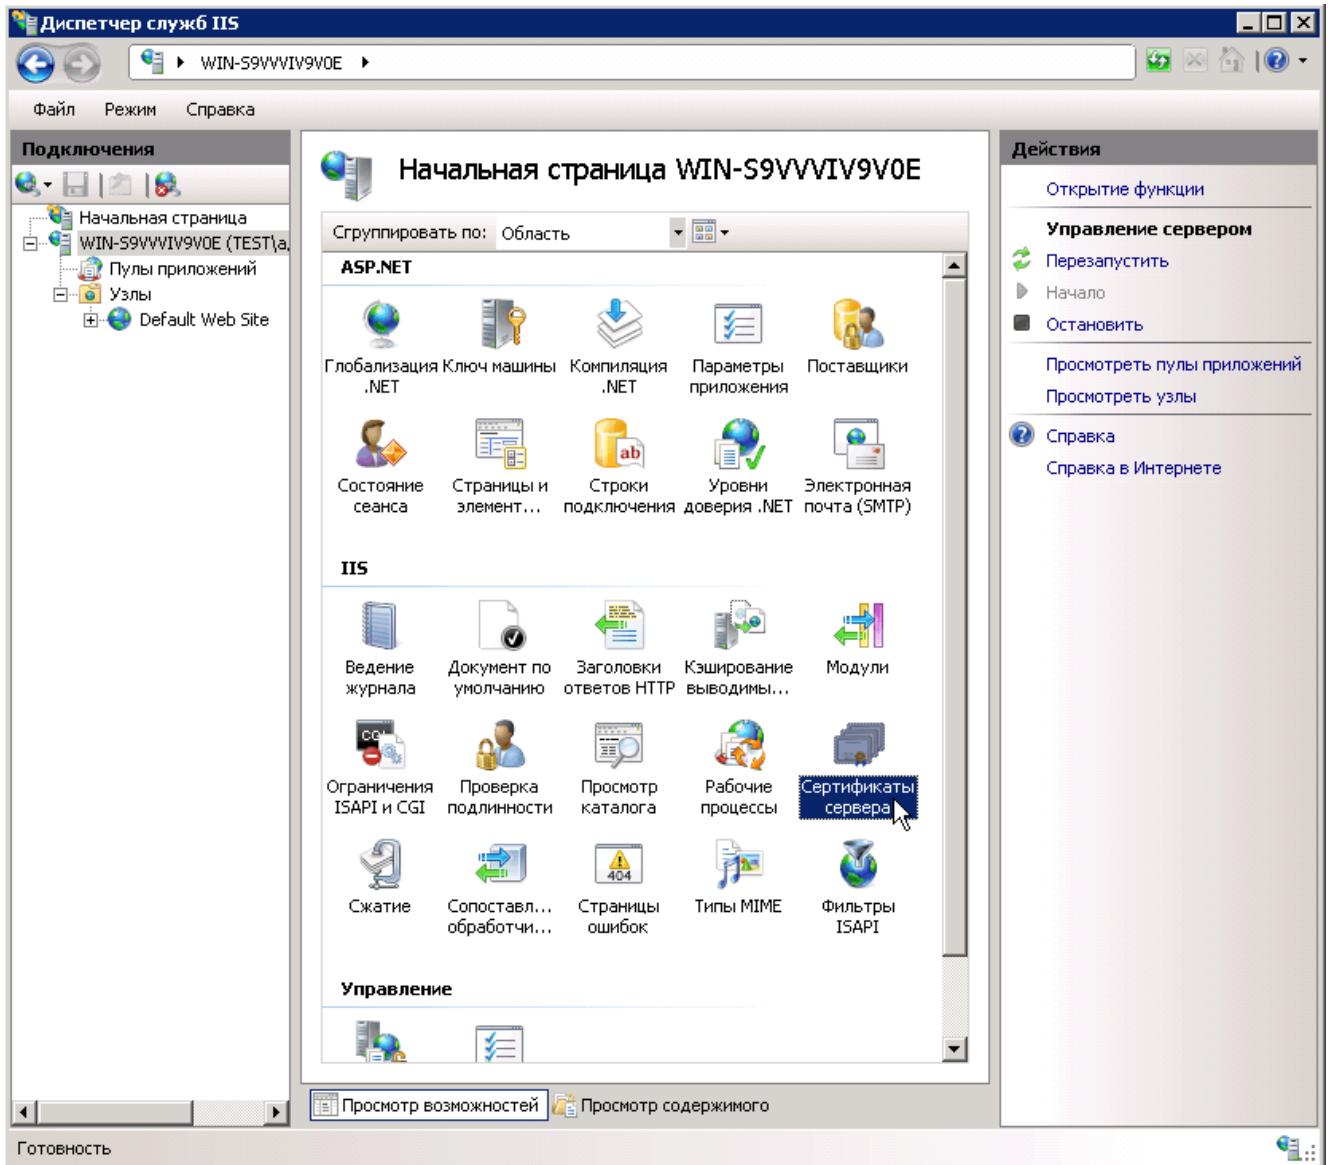 Диспетчер служб IIS
WIN-S9VVVIV9V0E
Файл Режим Справка
Подключения
Начальная страница
WIN-S9VVVIV9V0E (TEST\a,
Пулы приложений
Узлы
Default Web Site
Начальная страница WIN-S9VVVIV9V0E
Сгруппировать по: Область
ASP.NET
Глобализация .NET
Ключ машины
Компиляция .NET
Параметры приложения
Поставщики
Состояние сеанса
Страницы и элемент...
Строки подключения
ab
Уровни доверия .NET
Электронная почта (SMTP)
IIS
Ведение журнала
Документ по умолчанию
Заголовки ответов HTTP
Кэширование выводимы...
Модули
Ограничения ISAPI и CGI
Проверка подлинности
Просмотр каталога
Рабочие процессы
Сертификаты сервера
Сжатие
Сопоставл... обработчи...
404
Страницы ошибок
Типы MIME
Фильтры ISAPI
Управление
Просмотр возможностей
Просмотр содержимого
Действия
Открытие функции
Управление сервером
Перезапустить
Начало
Остановить
Просмотреть пулы приложений
Просмотреть узлы
Справка
Справка в Интернете
Готовность